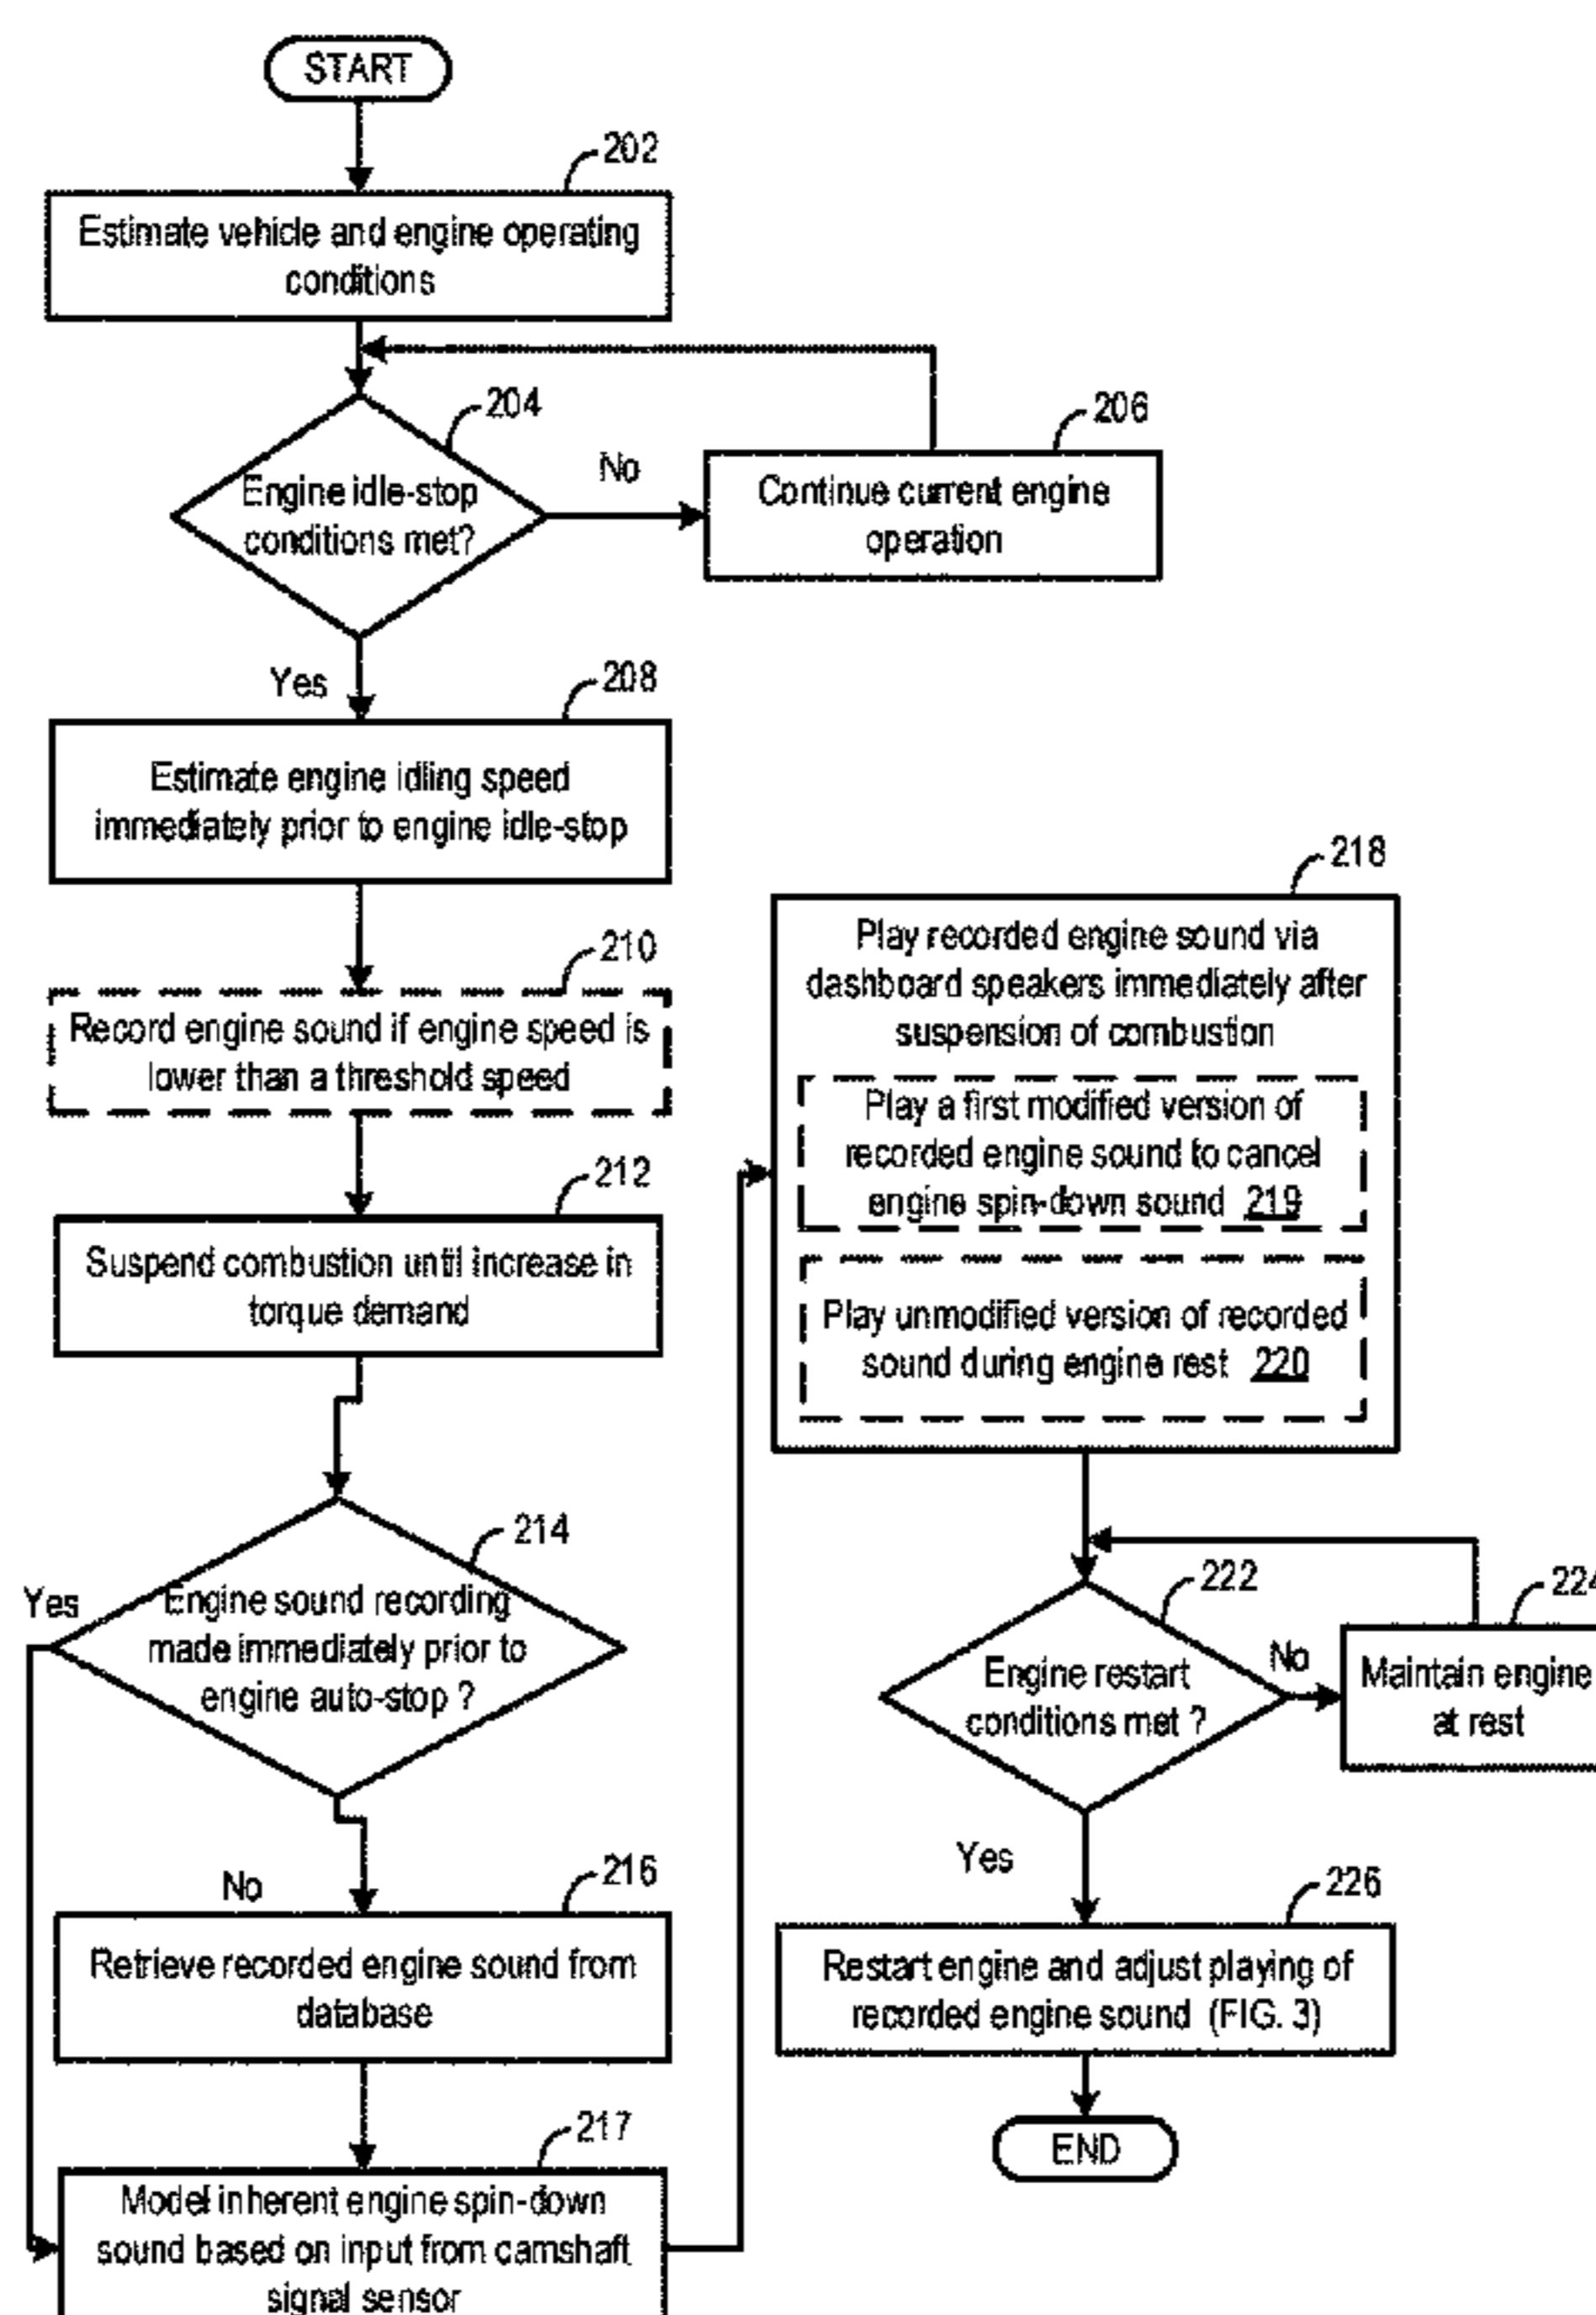 START
202
Estimate vehicle and engine operating
conditions
204
Engine idle-stop
conditions met?
No
206
Continue current engine
operation
Yes
208
Estimate engine idling speed
immediately prior to engine idle-stop
210
Record engine sound if engine speed is
lower than a threshold speed
212
Suspend combustion until increase in
torque demand
214
Engine sound recording
made immediately prior to
engine auto-stop ?
Yes
No
216
Retrieve recorded engine sound from
database
217
Model inherent engine spin-down
sound based on input from camshaft
signal sensor
218
Play recorded engine sound via
dashboard speakers immediately after
suspension of combustion
Play a first modified version of
recorded engine sound to cancel
engine spin-down sound 219
Play unmodified version of recorded
sound during engine rest 220
222
Engine restart
conditions met ?
No
224
Maintain engine
at rest
Yes
226
Restart engine and adjust playing of
recorded engine sound (FIG. 3)
END